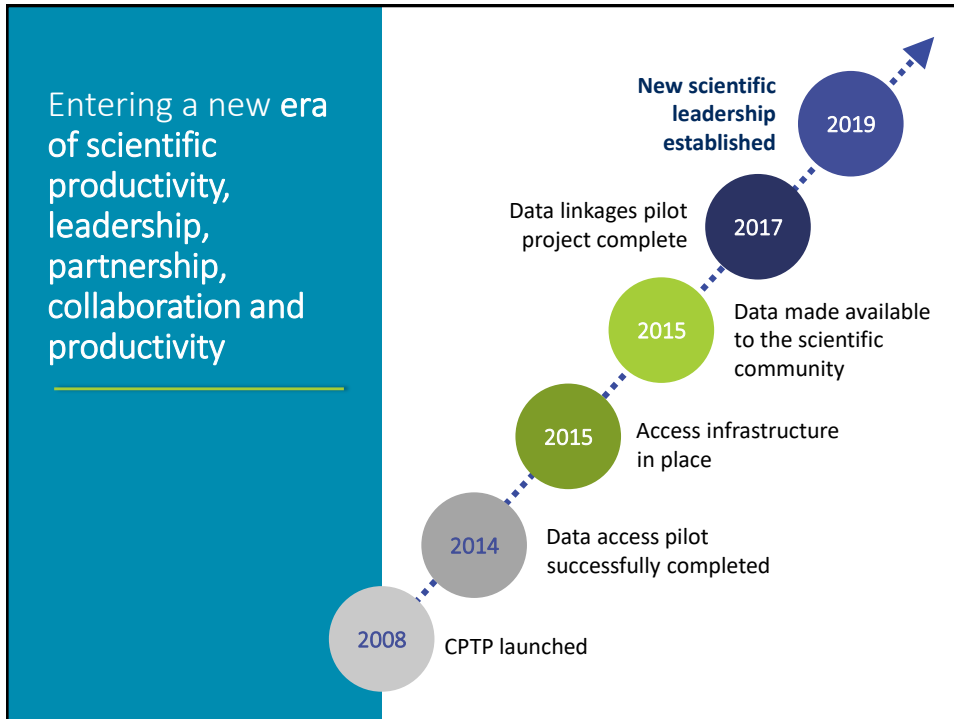 Entering a new era
of scientific
productivity,
leadership,
partnership,
collaboration and
productivity
New scientific
leadership
established
2019
Data linkages pilot
project complete
2017
2015
Data made available
to the scientific
community
2015
Access infrastructure
in place
2014
Data access pilot
successfully completed
2008
CPTP launched